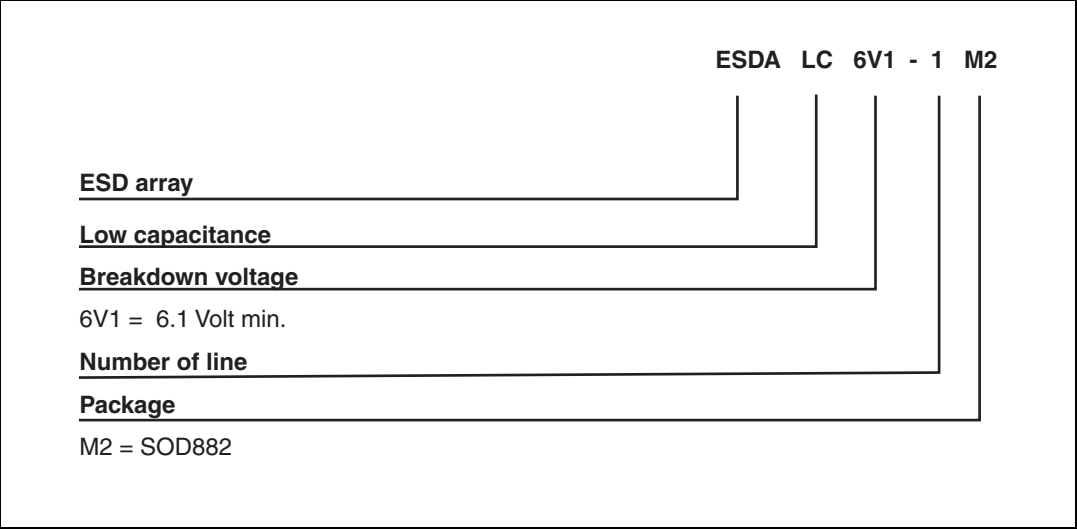 ESDA LC 6V1 - 1 M2
ESD array
Low capacitance
Breakdown voltage
6V1 = 6.1 Volt min.
Number of line
Package
M2 = SOD882